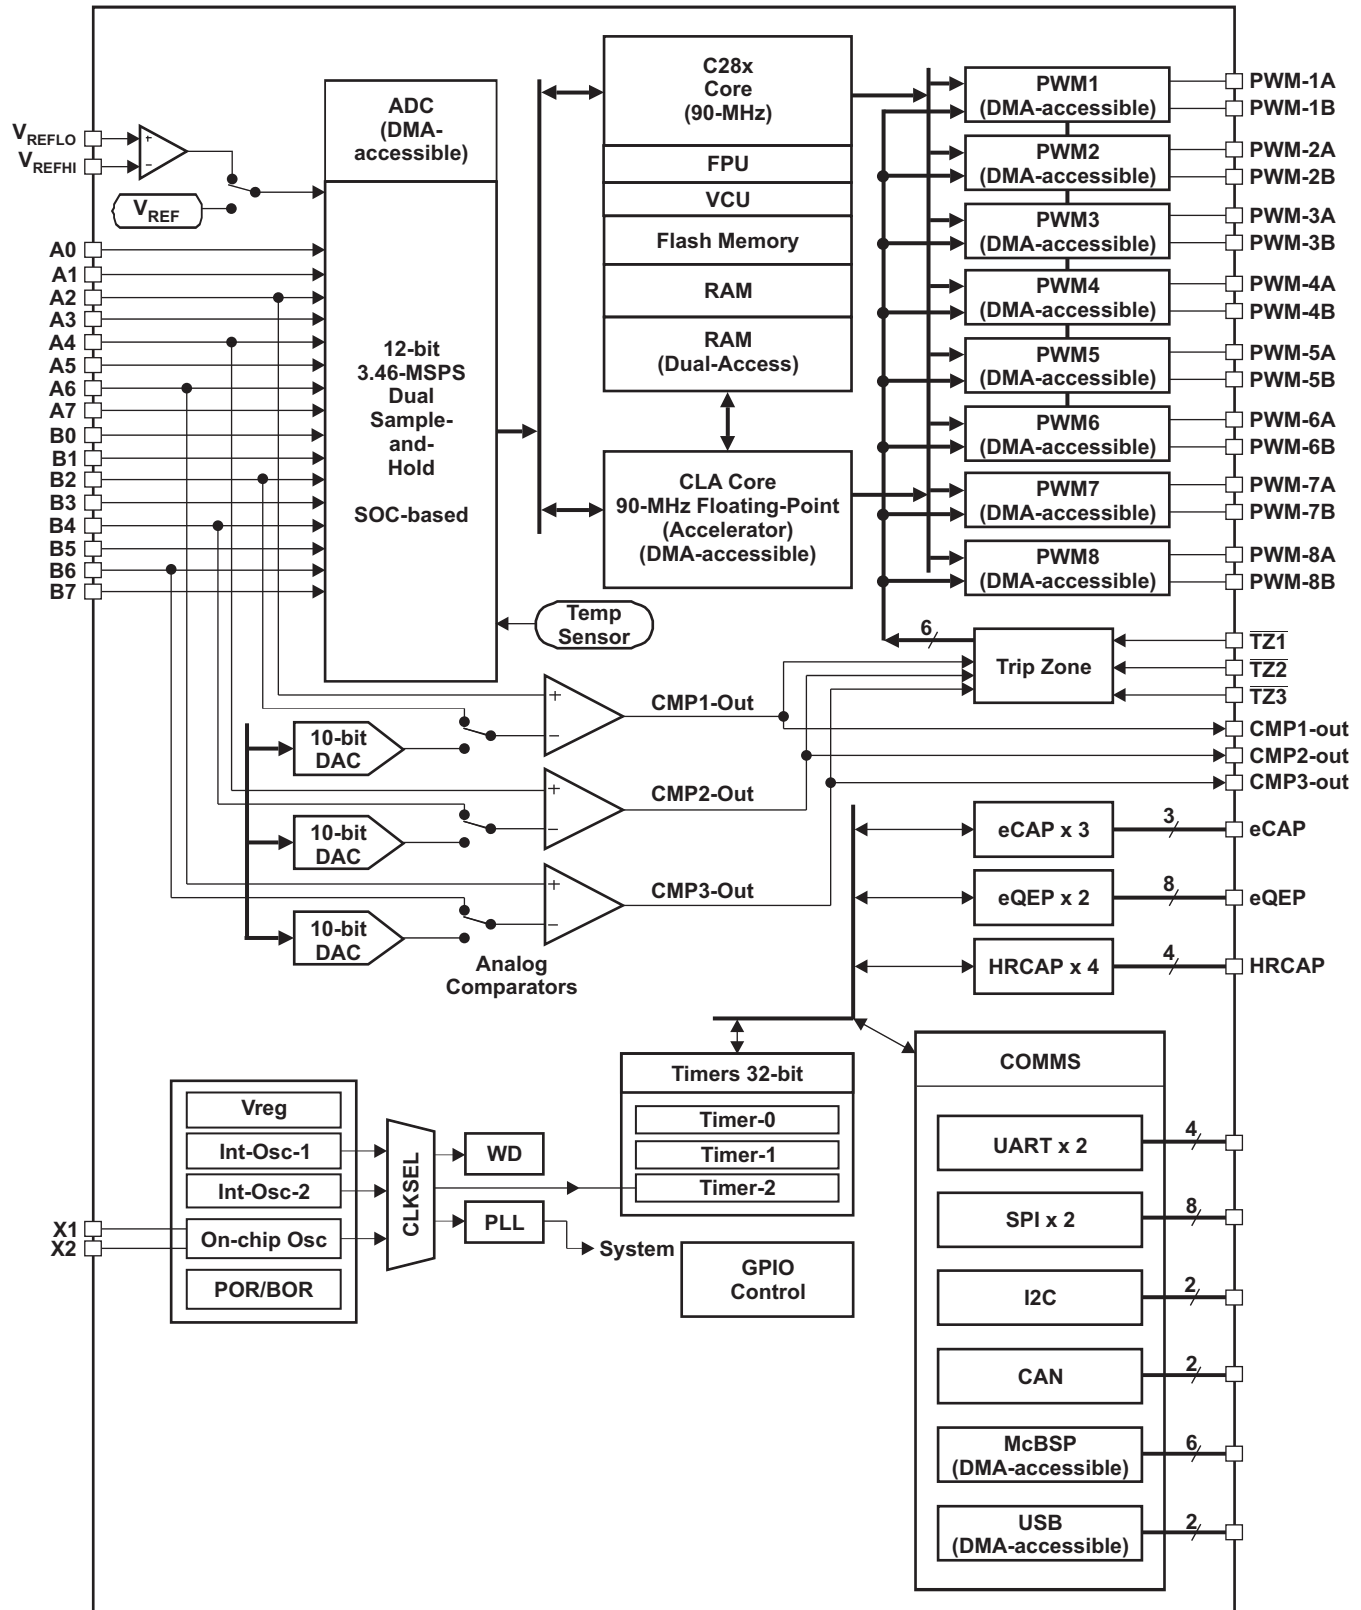 VREFLO
VREFHI
VREF
A0
A1
A2
A3
A4
A5
A6
A7
B0
B1
B2
B3
B4
B5
B6
B7
ADC
(DMA-
accessible)
12-bit
3.46-MSPS
Dual
Sample-
and-
Hold
SOC-based
Temp
Sensor
C28x
Core
(90-MHz)
FPU
VCU
Flash Memory
RAM
RAM
(Dual-Access)
CLA Core
90-MHz Floating-Point
(Accelerator)
(DMA-accessible)
PWM1
(DMA-accessible)
PWM2
(DMA-accessible)
PWM3
(DMA-accessible)
PWM4
(DMA-accessible)
PWM5
(DMA-accessible)
PWM6
(DMA-accessible)
PWM7
(DMA-accessible)
PWM8
(DMA-accessible)
PWM-1A
PWM-1B
PWM-2A
PWM-2B
PWM-3A
PWM-3B
PWM-4A
PWM-4B
PWM-5A
PWM-5B
PWM-6A
PWM-6B
PWM-7A
PWM-7B
PWM-8A
PWM-8B
6
Trip Zone
TZ1
TZ2
TZ3
CMP1-out
CMP2-out
CMP3-out
10-bit
DAC
CMP1-Out
10-bit
DAC
CMP2-Out
10-bit
DAC
CMP3-Out
Analog
Comparators
eCAP x 3
3
eCAP
eQEP x 2
8
eQEP
HRCAP x 4
4
HRCAP
X1
X2
Vreg
Int-Osc-1
Int-Osc-2
On-chip Osc
POR/BOR
CLKSEL
WD
PLL
System
Timers 32-bit
Timer-0
Timer-1
Timer-2
GPIO
Control
COMMS
UART x 2
4
SPI x 2
8
I2C
2
CAN
2
McBSP
(DMA-accessible)
6
USB
(DMA-accessible)
2